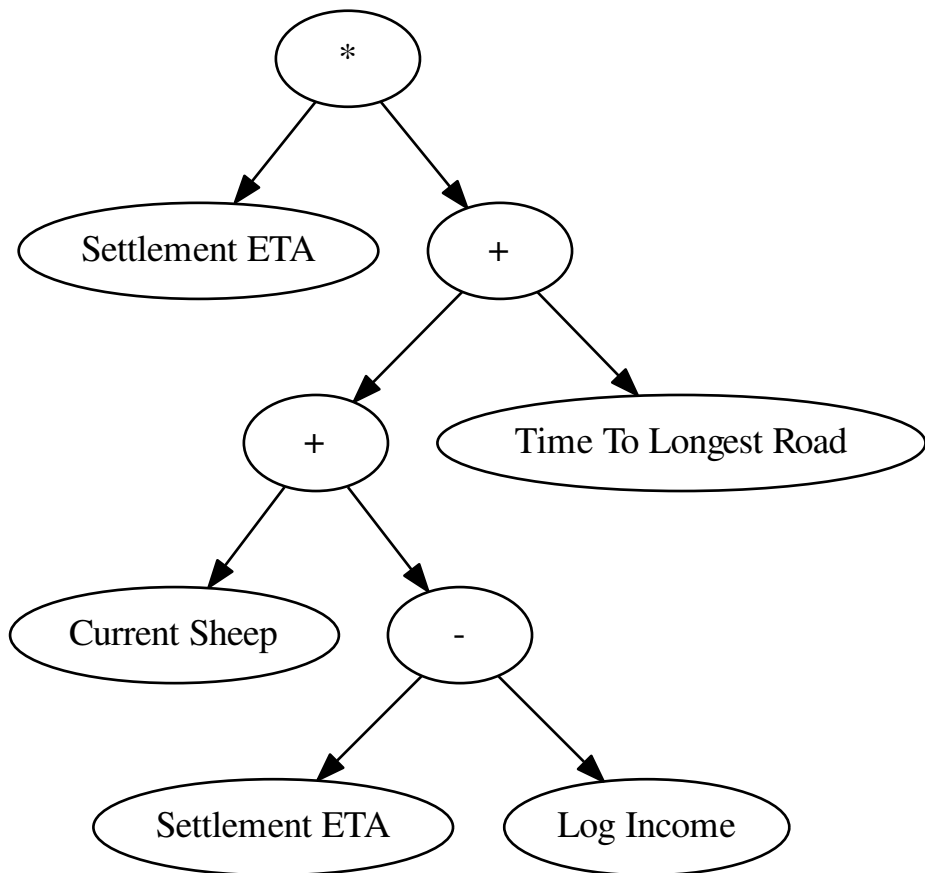 *
Settlement ETA
+
+
Time To Longest Road
Current Sheep
-
Settlement ETA
Log Income